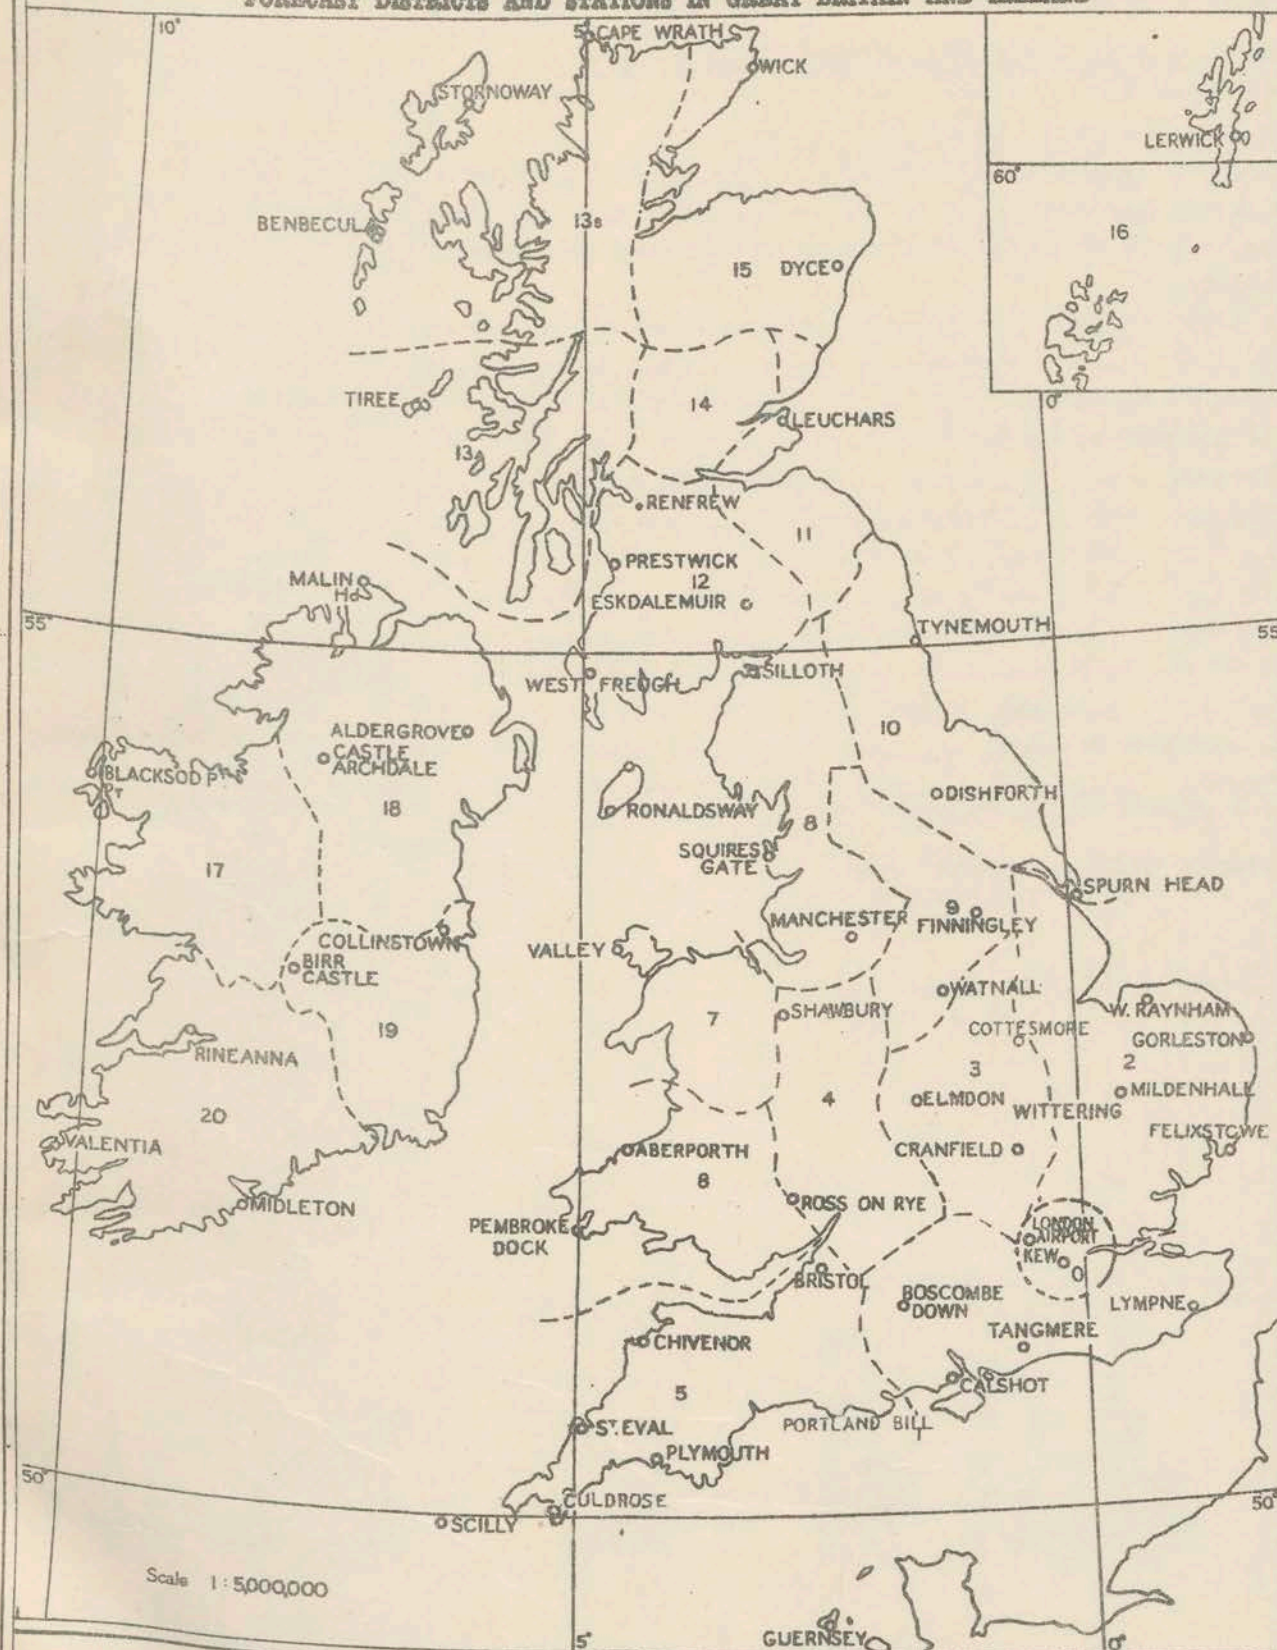 FORECAST DISTRICTS AND STATIONS IN GREAT BRITAIN AND IRELAND
10°
5°
CAPE WRATH
WICK
STORNOWAY
LERWICK
60°
BENBECULA
13B
16
15
DYCE
TIREE
14
0°
LEUCHARS
13A
RENFREW
11
PRESTWICK
12
MALIN
Hd
ESKDALEMUIR
55°
TYNEMOUTH
55
WEST FREUGH
SILLOTH
10
ALDERGROVE
CASTLE
ARCHDALE
BLACKSOD PT
PT
18
DISHFORTH
RONALDSWAY
8
SQUIRES
GATE
17
SPURN HEAD
9
MANCHESTER
FINNINGLEY
COLLINSTOWN
VALLEY
BIRR
CASTLE
WATNALL
SHAWBURY
W. RAYNHAM
7
COTTESMORE
19
GORLESTON
RINEANNA
3
2
4
ELMDON
MILDENHALL
20
WITTERING
VALENTIA
FELIXSTOWE
ABERPORTH
CRANFIELD
6
MIDLETON
ROSS ON RYE
PEMBROKE
DOCK
LONDON
AIRPORT
KEW
BRISTOL
BOSCOMBE
DOWN
LYMPNE
TANGMERE
CHIVENOR
CALSHOT
5
PORTLAND BILL
ST. EVAL
PLYMOUTH
50°
CULDROSE
50°
SCILLY
Scale 1 : 5,000,000
5°
GUERNSEY
0°